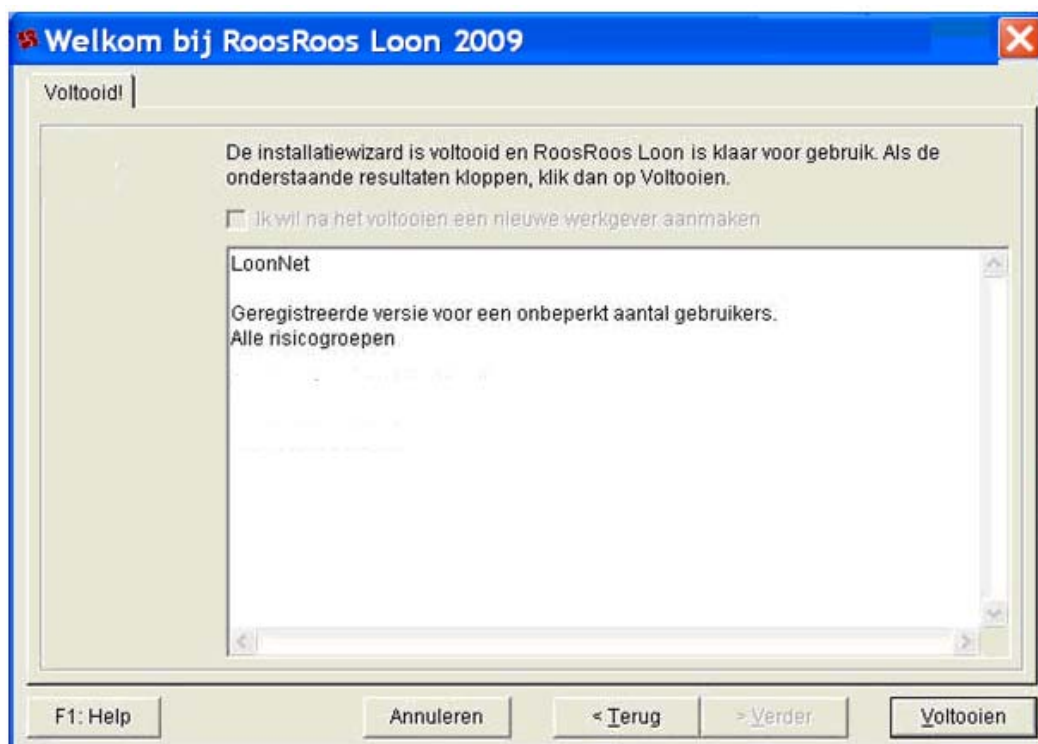 Welkom bij RoosRoos Loon 2009
Voltooid!
De installatiewizard is voltooid en RoosRoos Loon is klaar voor gebruik. Als de
onderstaande resultaten kloppen, klik dan op Voltooien.
Ik wil na het voltooien een nieuwe werkgever aanmaken
LoonNet
Geregistreerde versie voor een onbeperkt aantal gebruikers.
Alle risicogroepen
F1: Help
Annuleren
< Terug
> Verder
Voltooien